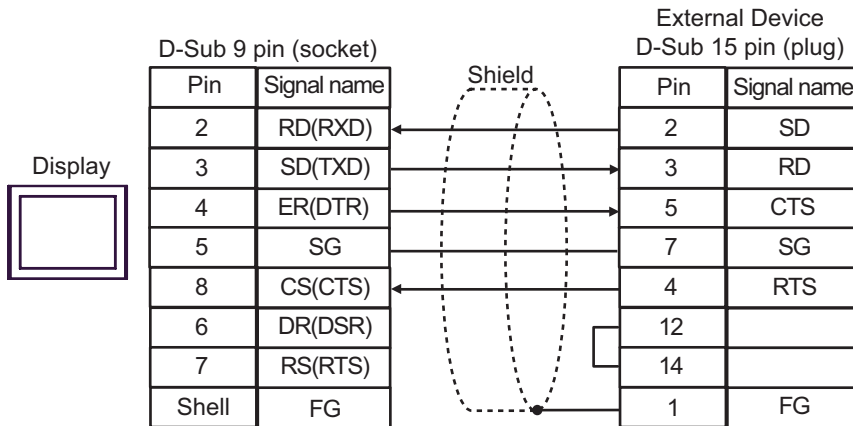 External Device
D-Sub 9 pin (socket)
D-Sub 15 pin (plug)
Shield
Pin Signal name Pin Signal name
2 RD(RXD) 2 SD
Display
3 SD(TXD) 3 RD
4 ER(DTR) 5 CTS
5 SG 7 SG
8 CS(CTS) 4 RTS
6 DR(DSR) 12
7 RS(RTS) 14
Shell FG 1 FG